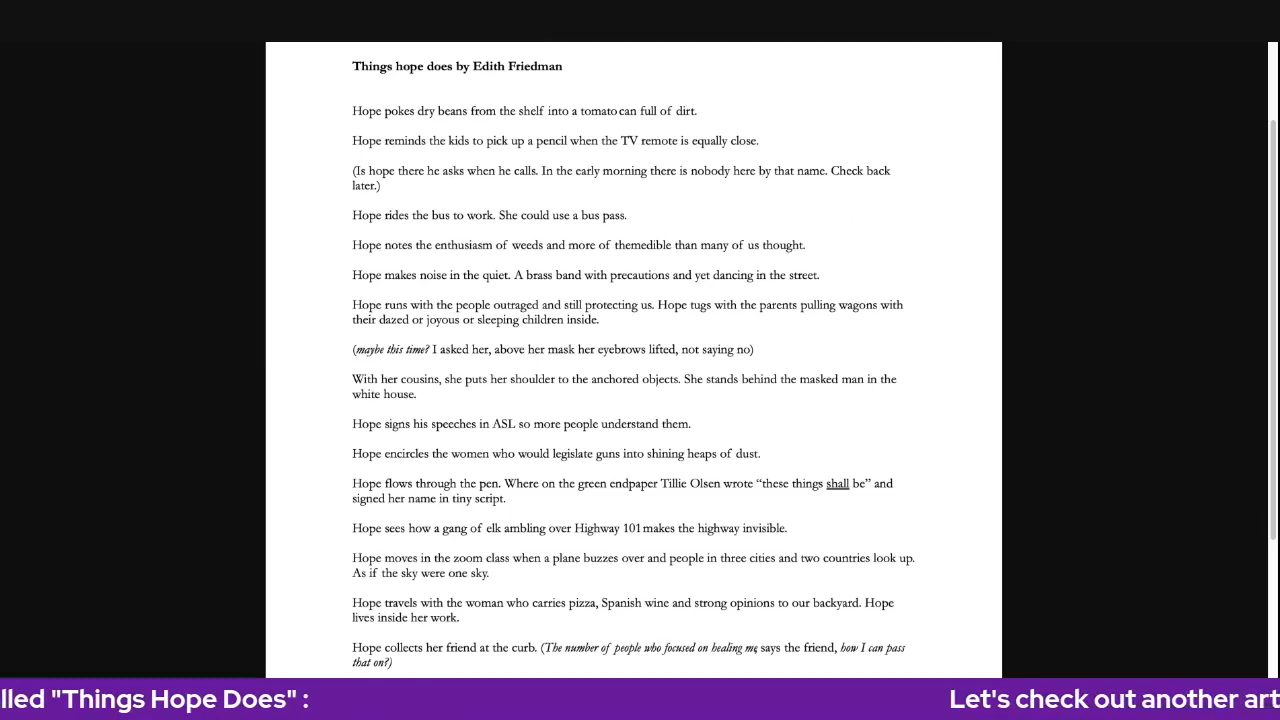 Things hope does by Edith Friedman
Hope pokes dry beans from the shelf into a tomato can full of dirt.
Hope reminds the kids to pick up a pencil when the TV remote is equally close.
(Is hope there he asks when he calls. In the early morning there is nobody here by that name. Check back
later.)
Hope rides the bus to work. She could use a bus pass.
Hope notes the enthusiasm of weeds and more of themedible than many of us thought.
Hope makes noise in the quiet. A brass band with precautions and yet dancing in the street.
Hope runs with the people outraged and still protecting us. Hope tugs with the parents pulling wagons with
their dazed or joyous or sleeping children inside.
(maybe this time? I asked her, above her mask her eyebrows lifted, not saying no)
With her cousins, she puts her shoulder to the anchored objects. She stands behind the masked man in the
white house.
Hope signs his speeches in ASL so more people understand them.
Hope encircles the women who would legislate guns into shining heaps of dust.
Hope flows through the pen. Where on the green endpaper Tillie Olsen wrote “these things shall be” and
signed her name in tiny script.
Hope sees how a gang of elk ambling over Highway 101 makes the highway invisible.
Hope moves in the zoom class when a plane buzzes over and people in three cities and two countries look up.
As if the sky were one sky.
Hope travels with the woman who carries pizza, Spanish wine and strong opinions to our backyard. Hope
lives inside her work.
Hope collects her friend at the curb. (The number of people who focused on healing me, says the friend, how I can pass
that on?)
lled "Things Hope Does" : Let's check out another art